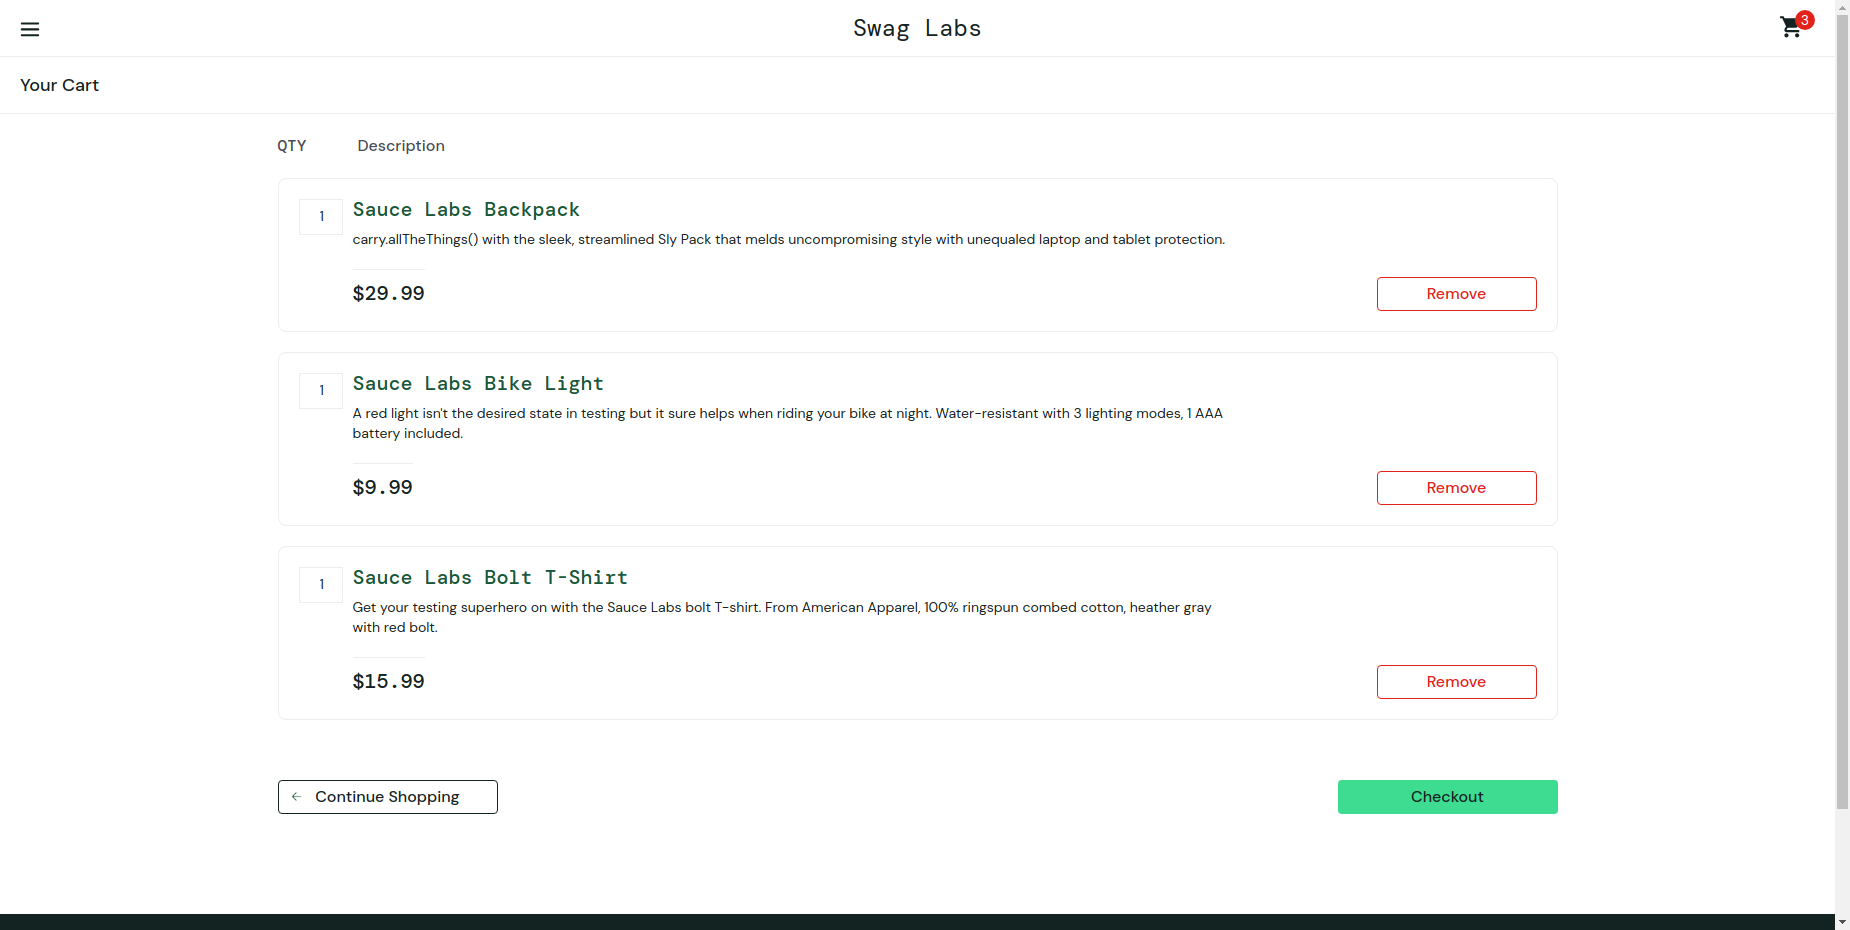 Swag Labs
3
Your Cart
QTY Description
1 Sauce Labs Backpack
carry.allTheThings() with the sleek, streamlined Sly Pack that melds uncompromising style with unequaled laptop and tablet protection.
$29.99 Remove
1 Sauce Labs Bike Light
A red light isn't the desired state in testing but it sure helps when riding your bike at night. Water-resistant with 3 lighting modes, 1 AAA
battery included.
$9.99 Remove
1 Sauce Labs Bolt T-Shirt
Get your testing superhero on with the Sauce Labs bolt T-shirt. From American Apparel, 100% ringspun combed cotton, heather gray
with red bolt.
$15.99 Remove
Continue Shopping Checkout